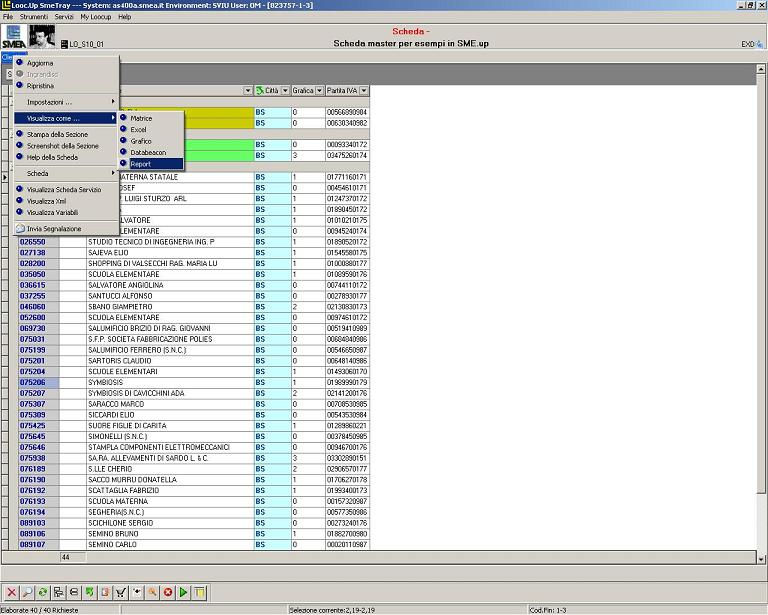 Looc.Up SmeTray --- System: as400a.smea.it Environment: SVIU User: OM - [023757-1-3]
File Strumenti Servizi My Loocup Help
SMEA LO_S10_01 EXD
Scheda -
Scheda master per esempi in SME.up
Aggiorna
Ingrandisci
Ripristina
Impostazioni ...
Visualizza come ...
Stampa della Sezione
Screenshot della Sezione
Help della Scheda
Scheda
Visualizza Scheda Servizio
Visualizza Xml
Visualizza Variabili
Invia Segnalazione
Matrice
Excel
Grafico
Databeacon
Report
Città Grafica Partita IVA
BS 0 00566890984
BS 0 00630340982
BS 0 00093340172
BS 3 03475260174
ATERNA STATALE BS 1 01771160171
OSEF BS 0 00454610171
LUIGI STURZO ARL BS 1 01247370172
BS 1 01890450172
LVATORE BS 1 01010210175
ELEMENTARE BS 0 00945240174
026550 STUDIO TECNICO DI INGEGNERIA ING. P BS 1 01890520172
027138 SAJEVA ELIO BS 1 01545580175
028200 SHOPPING DI VALSECCHI RAG. MARIA LU BS 1 01000880177
035050 SCUOLA ELEMENTARE BS 1 01089590176
036615 SALVATORE ANGIOLINA BS 0 00744110172
037255 SANTUCCI ALFONSO BS 0 00278930177
046060 SBANO GIAMPIETRO BS 2 02130830173
052600 SCUOLA ELEMENTARE BS 0 00974610172
069730 SALUMIFICIO BRIZIO DI RAG. GIOVANNI BS 0 00519410989
075031 S.F.P. SOCIETA FABBRICAZIONE POLIES BS 0 00684840986
075199 SALUMIFICIO FERRERO (S.N.C.) BS 0 00546650987
075201 SARTORIS CLAUDIO BS 0 00648140986
075204 SCUOLE ELEMENTARI BS 1 01493060170
075206 SYMBIOSIS BS 1 01989990179
075207 SYMBIOSIS DI CAVICCHINI ADA BS 2 02141200176
075307 SARACCO MARCO BS 0 00708530985
075309 SICCARDI ELIO BS 0 00543530984
075425 SUORE FIGLIE DI CARITA BS 1 01289860221
075645 SIMONELLI (S.N.C.) BS 0 00378450985
075646 STAMPLA COMPONENTI ELETTROMECCANICI BS 0 00946700176
075938 SA.RA. ALLEVAMENTI DI SARDO L. & C. BS 3 03302890151
076189 S.LLE CHERIO BS 2 02906570177
076190 SACCO MURRU DONATELLA BS 1 01706270178
076192 SCATTAGLIA FABRIZIO BS 1 01993400173
076193 SCUOLA MATERNA BS 0 00157320987
076194 SEGHERIA(S.N.C.) BS 0 00577350986
089103 SCICHILONE SERGIO BS 0 00273240176
089106 SEMINO BRUNO BS 1 01882700980
089107 SEMINO CARLO BS 0 00020110987
44
Elaborate 40 / 40 Richieste Selezione corrente:2,19-2,19 Cod.Fin: 1-3